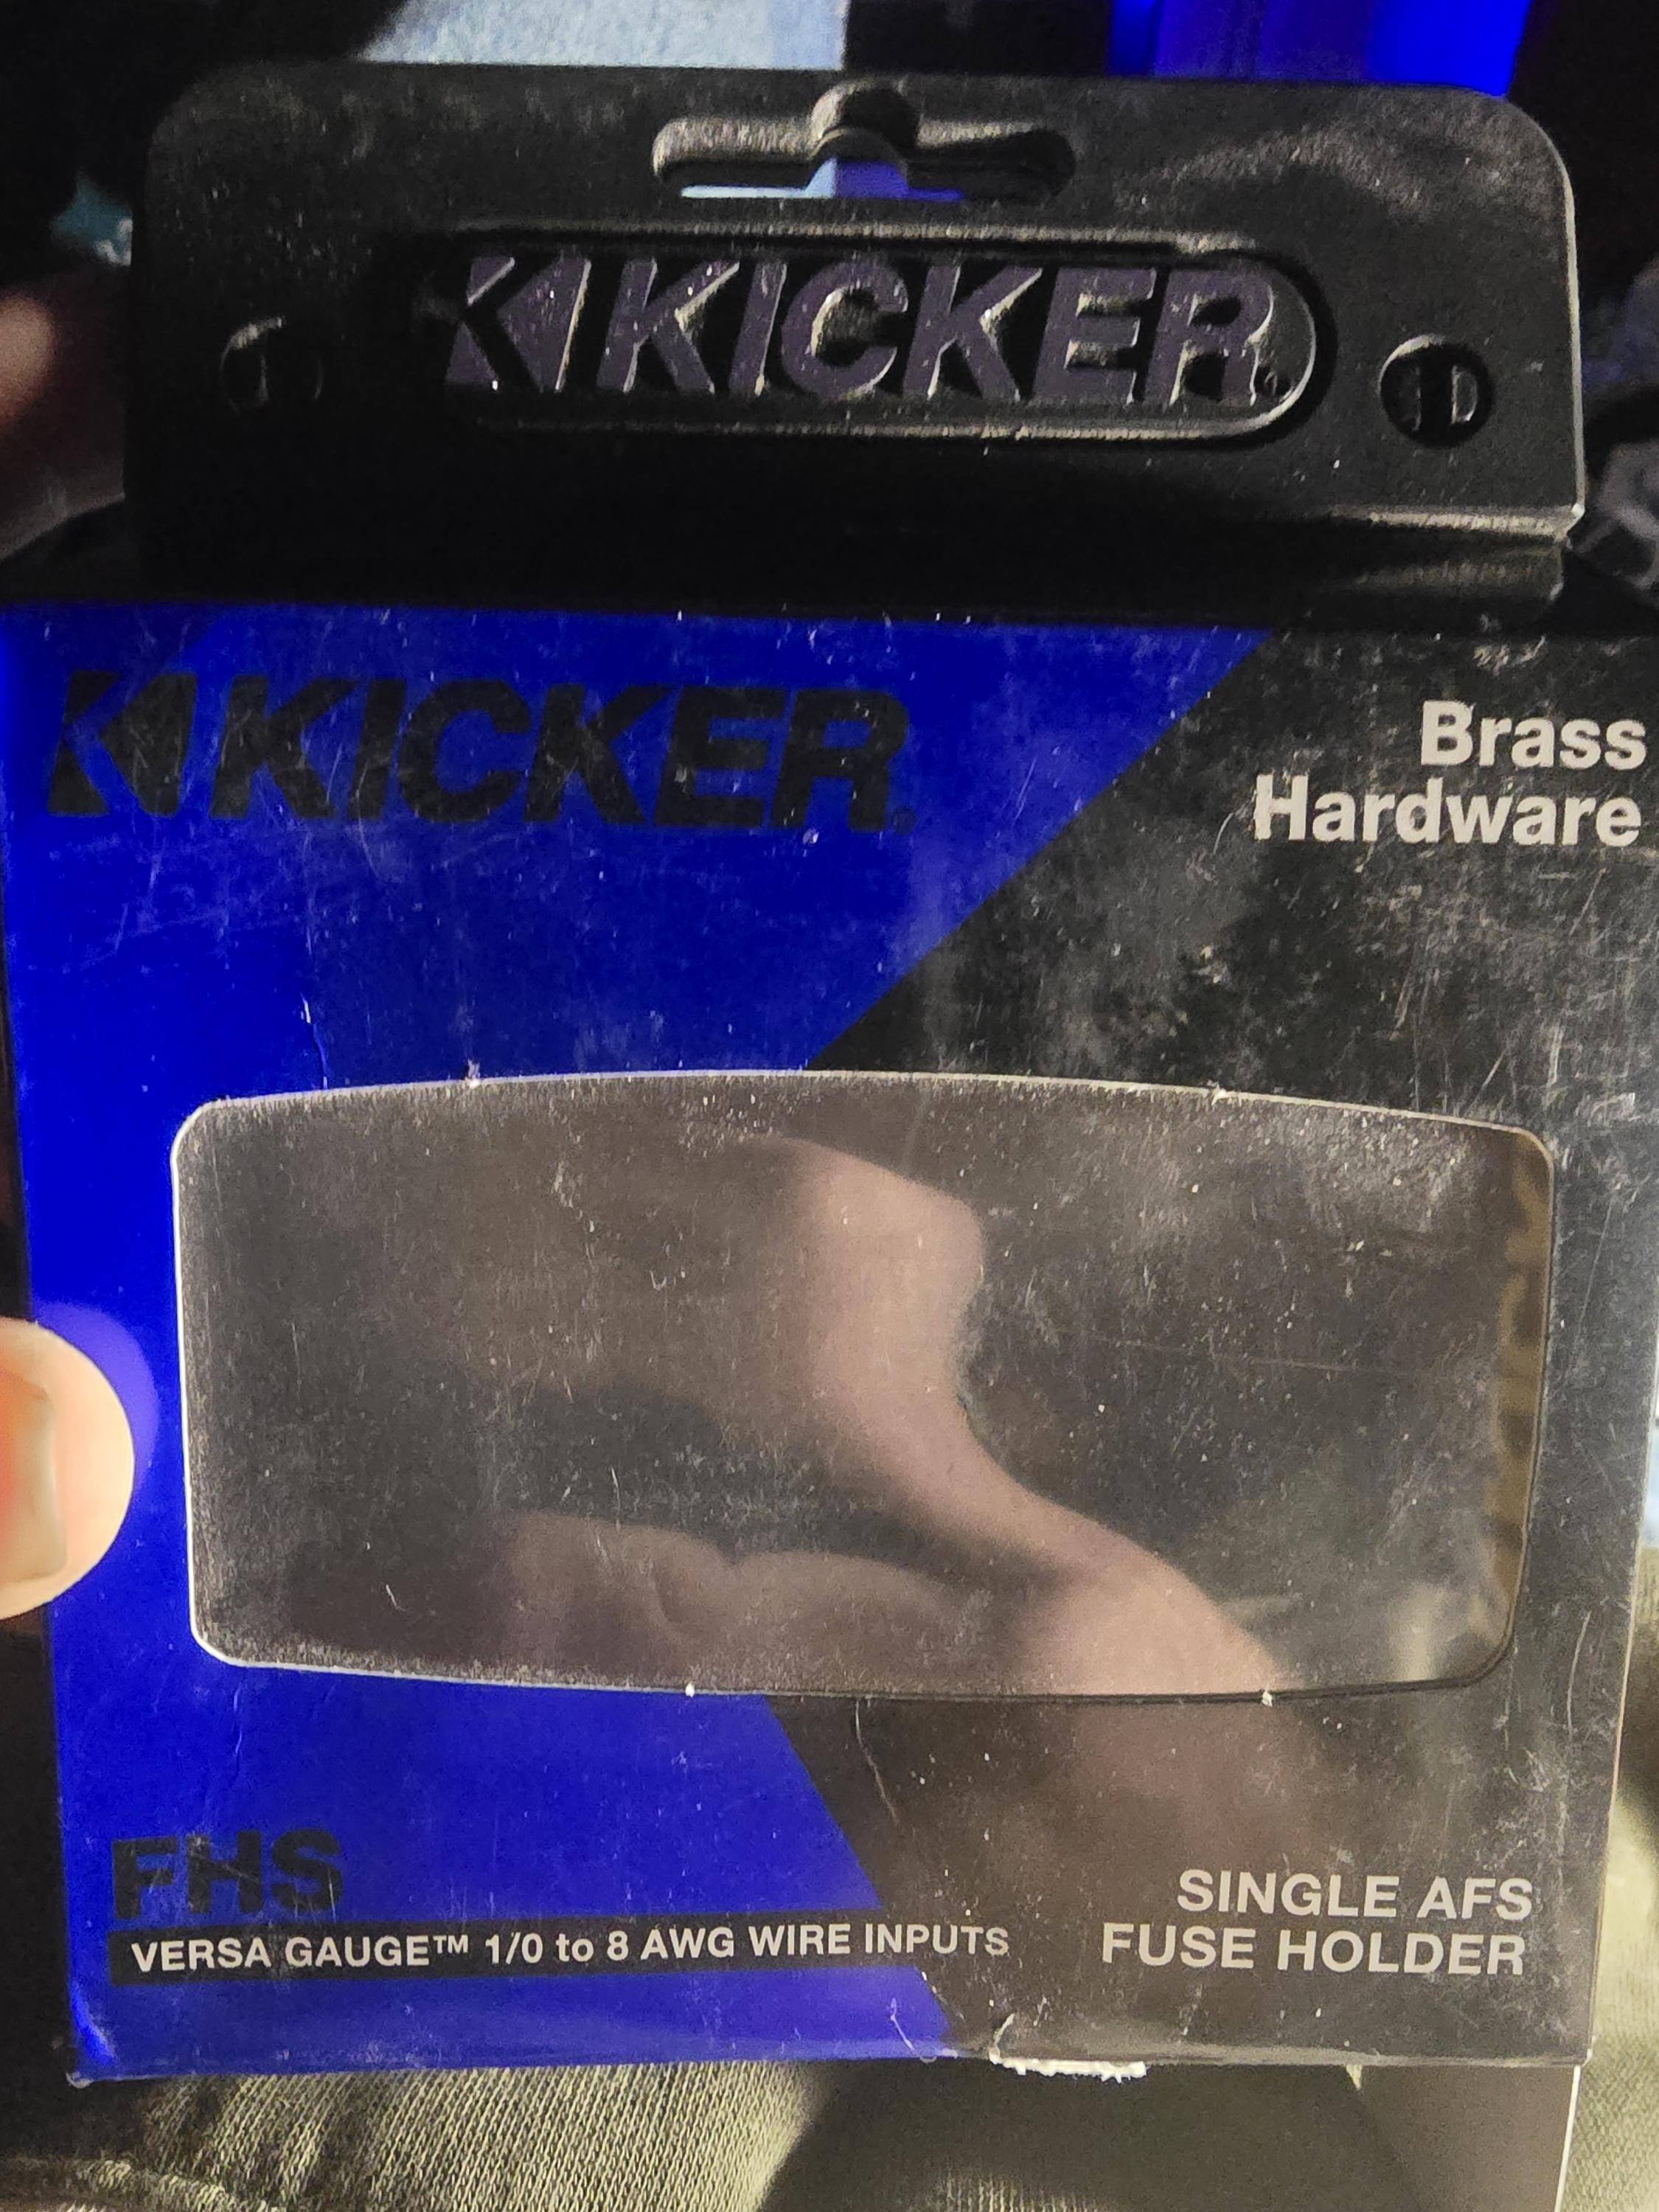 KICKER®
KICKER®
Brass
Hardware
FHS
VERSA GAUGE™ 1/0 to 8 AWG WIRE INPUTS
SINGLE AFS
FUSE HOLDER